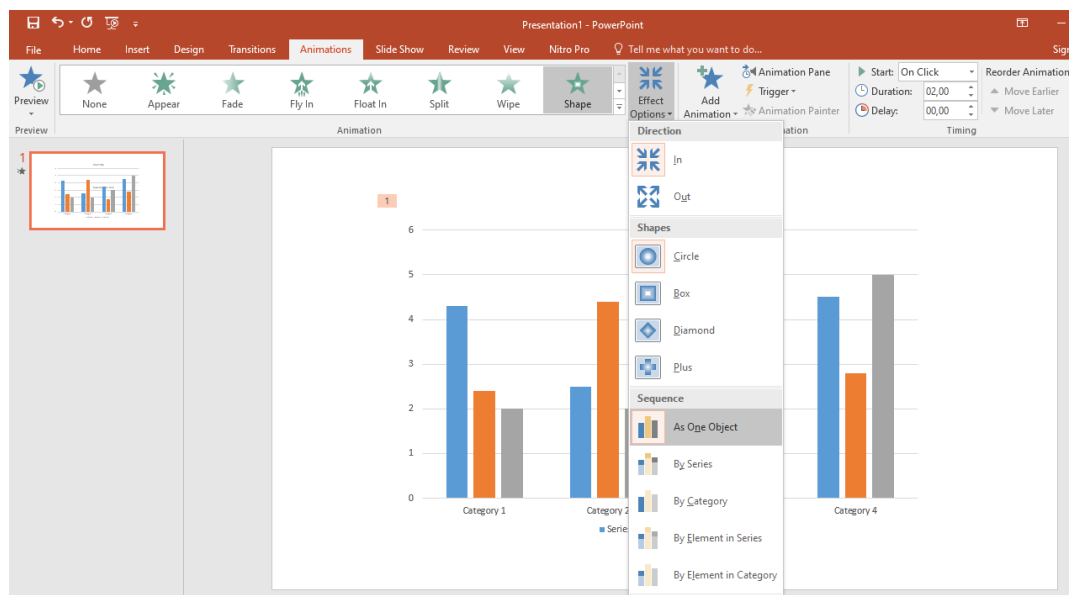 Presentation1 - PowerPoint
File Home Insert Design Transitions Animations Slide Show Review View Nitro Pro Tell me what you want to do... Sig
Preview
None Appear Fade Fly In Float In Split Wipe Shape
Effect Options
Add Animation
Animation Pane
Trigger
Animation Painter
Start: On Click
Duration: 02,00
Delay: 00,00
Reorder Animation
Move Earlier
Move Later
Preview Animation ation Timing
Direction
In
Out
Shapes
Circle
Box
Diamond
Plus
Sequence
As One Object
By Series
By Category
By Element in Series
By Element in Category
1
1
6
5
4
3
2
1
0
Category 1 Category 2 Category 4
Serie